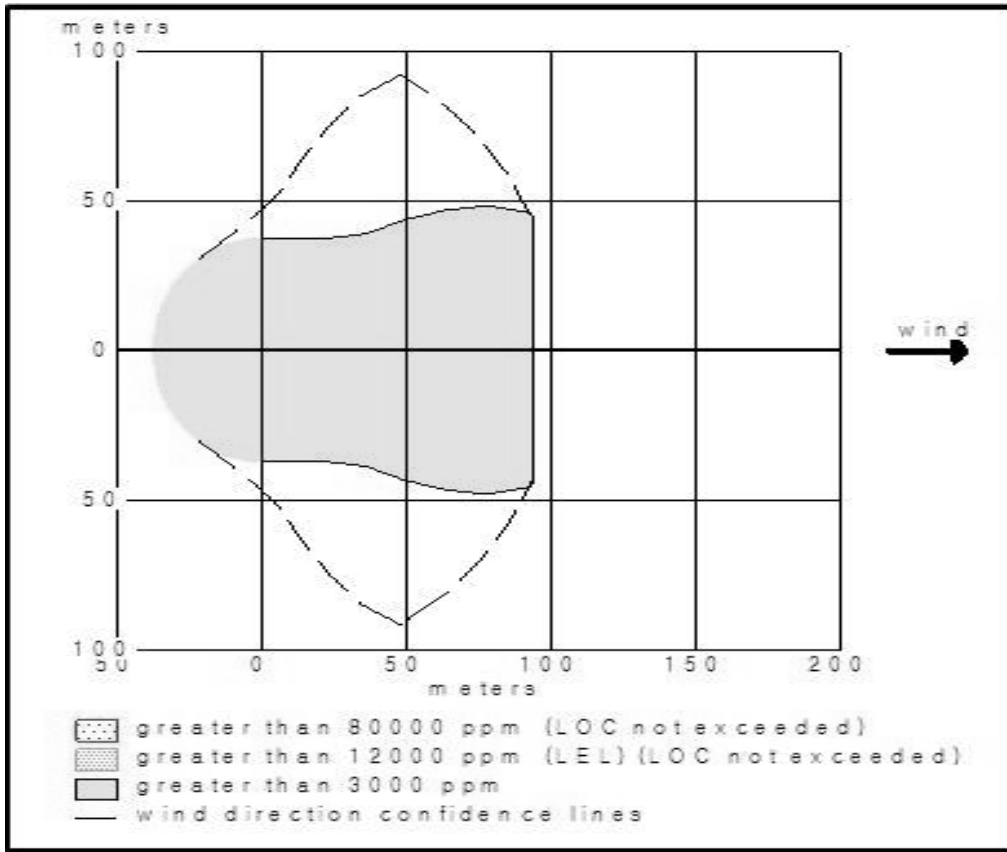 meters
100
50
0
wind
50
100
50 0 50 100 150 200
meters
greater than 80000 ppm (LOC not exceeded)
greater than 12000 ppm (LEL) (LOC not exceeded)
greater than 3000 ppm
wind direction confidence lines